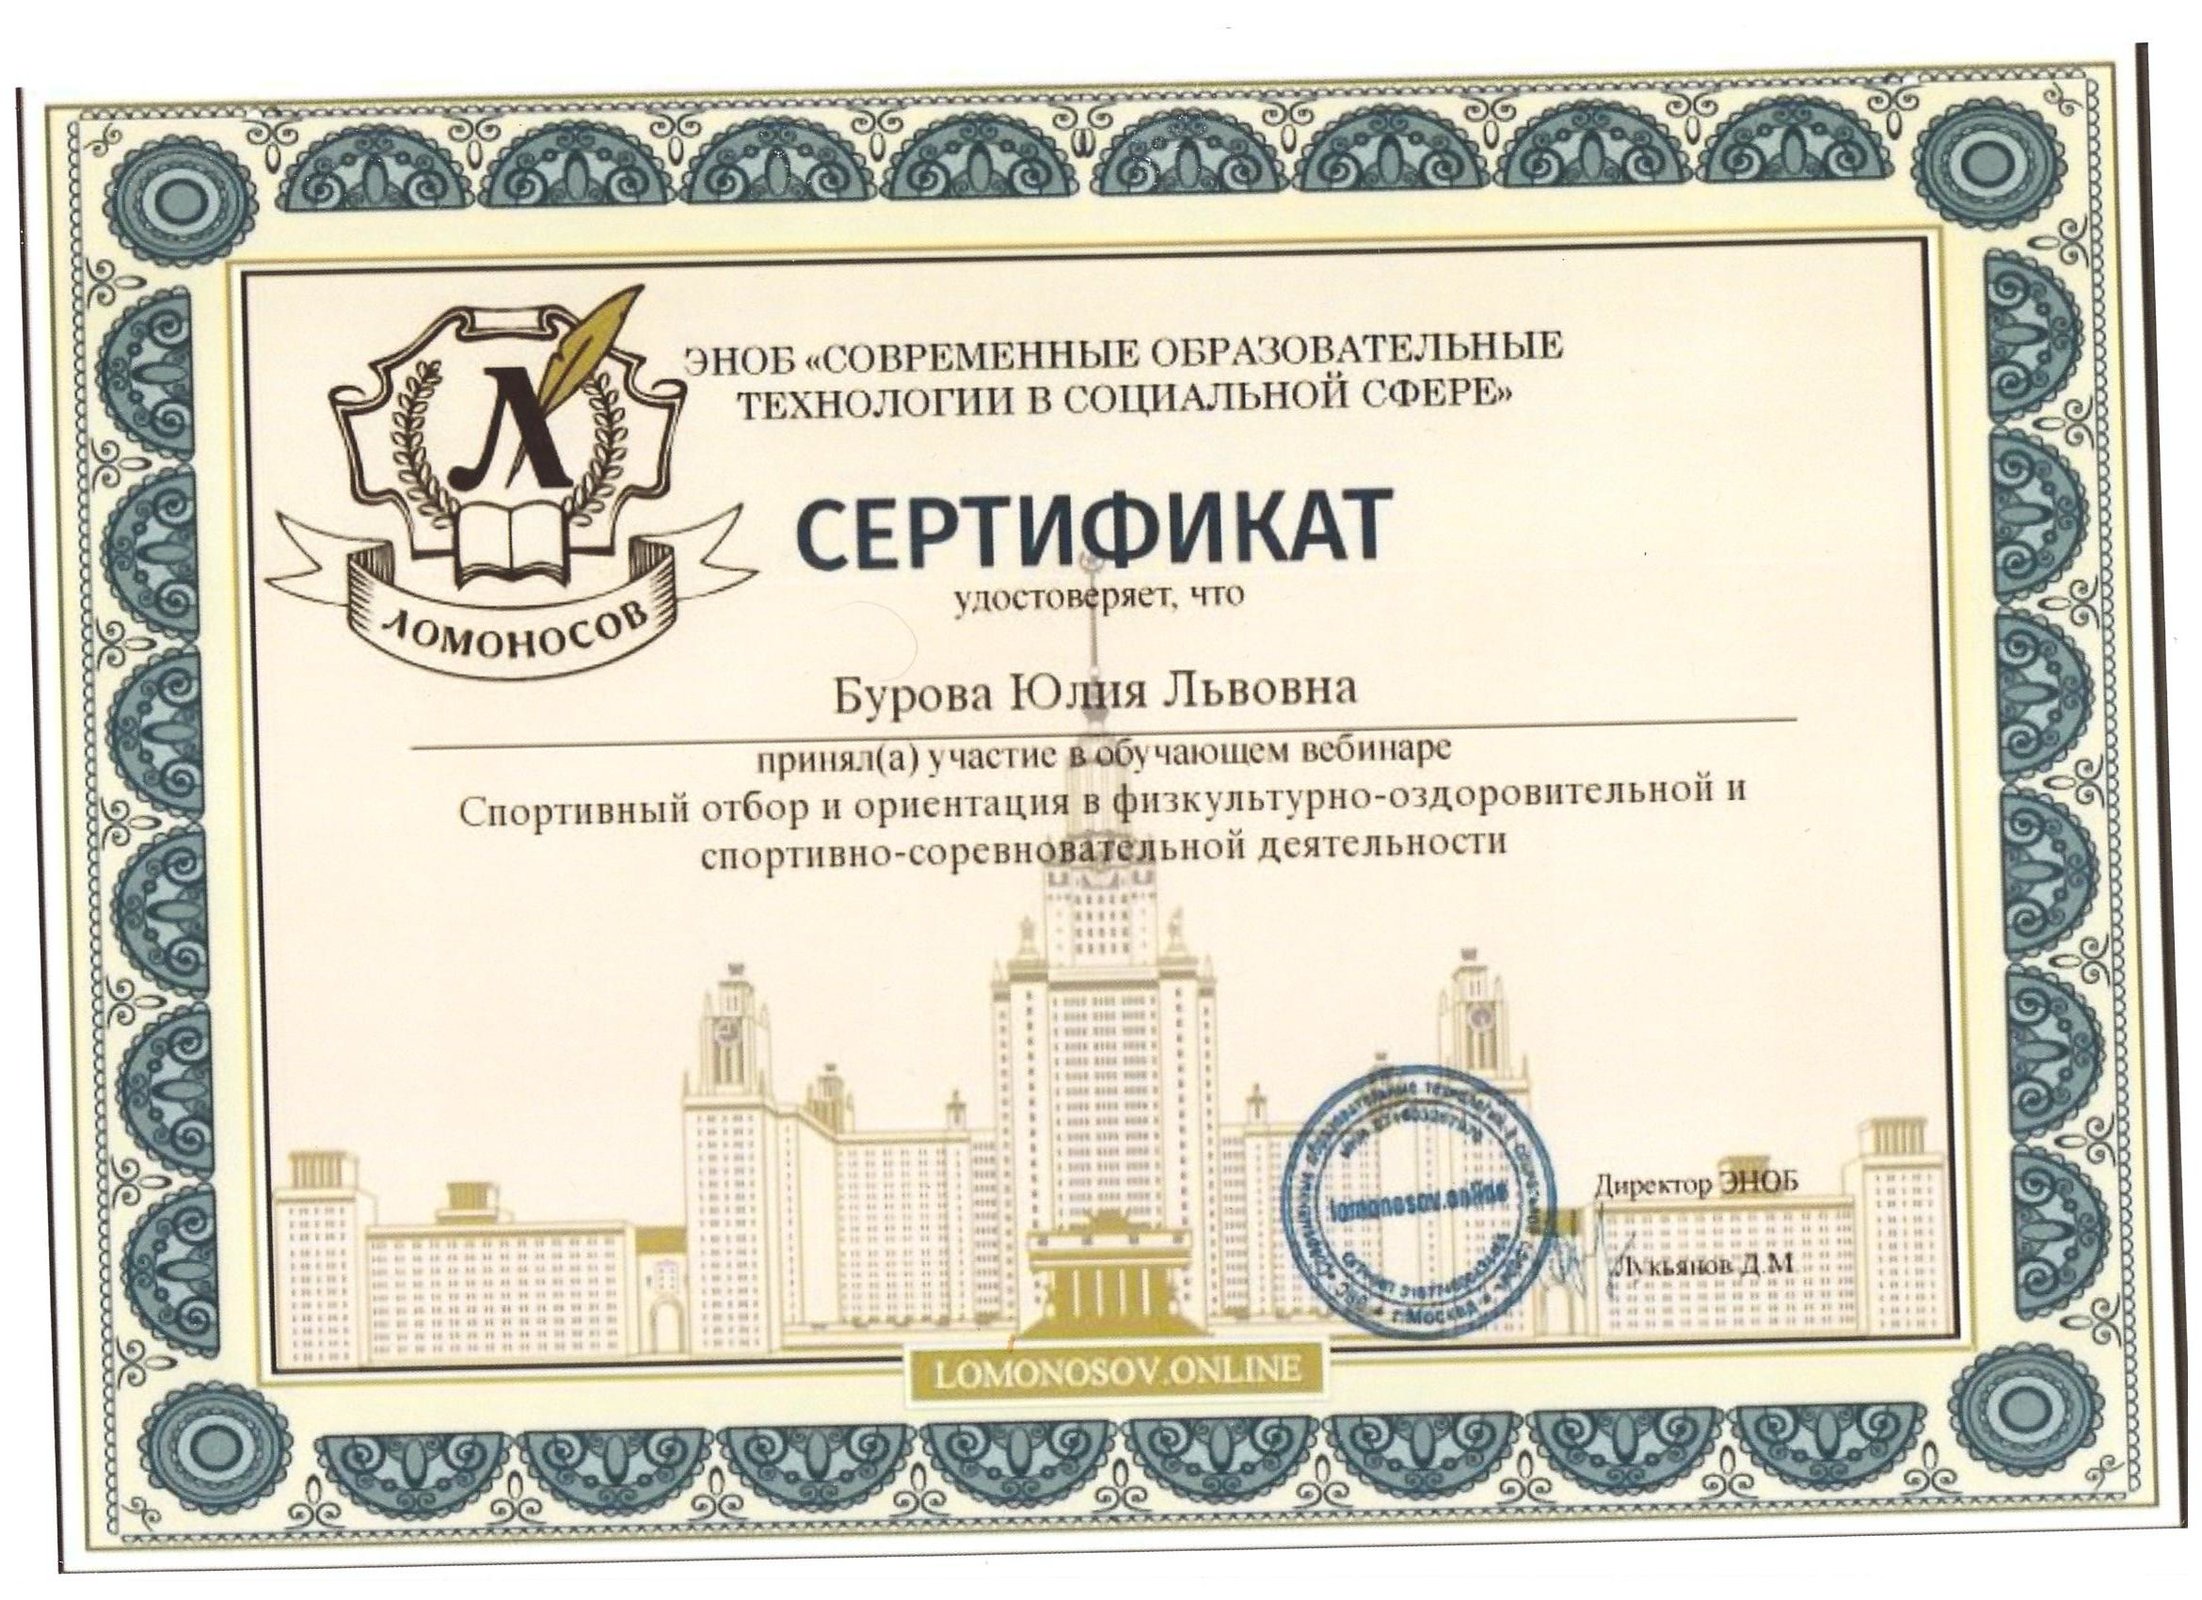 ЭНОБ «СОВРЕМЕННЫЕ ОБРАЗОВАТЕЛЬНЫЕ
ТЕХНОЛОГИИ В СОЦИАЛЬНОЙ СФЕРЕ»
Л
ЛОМОНОСОВ
СЕРТИФИКАТ
удостоверяет, что
Бурова Юлия Львовна
принял(а) участие в обучающем вебинаре
Спортивный отбор и ориентация в физкультурно-оздоровительной и
спортивно-соревновательной деятельности
lomonosov.online
г.Москва
Директор ЭНОБ
Лукьянов Д.М
LOMONOSOV.ONLINE